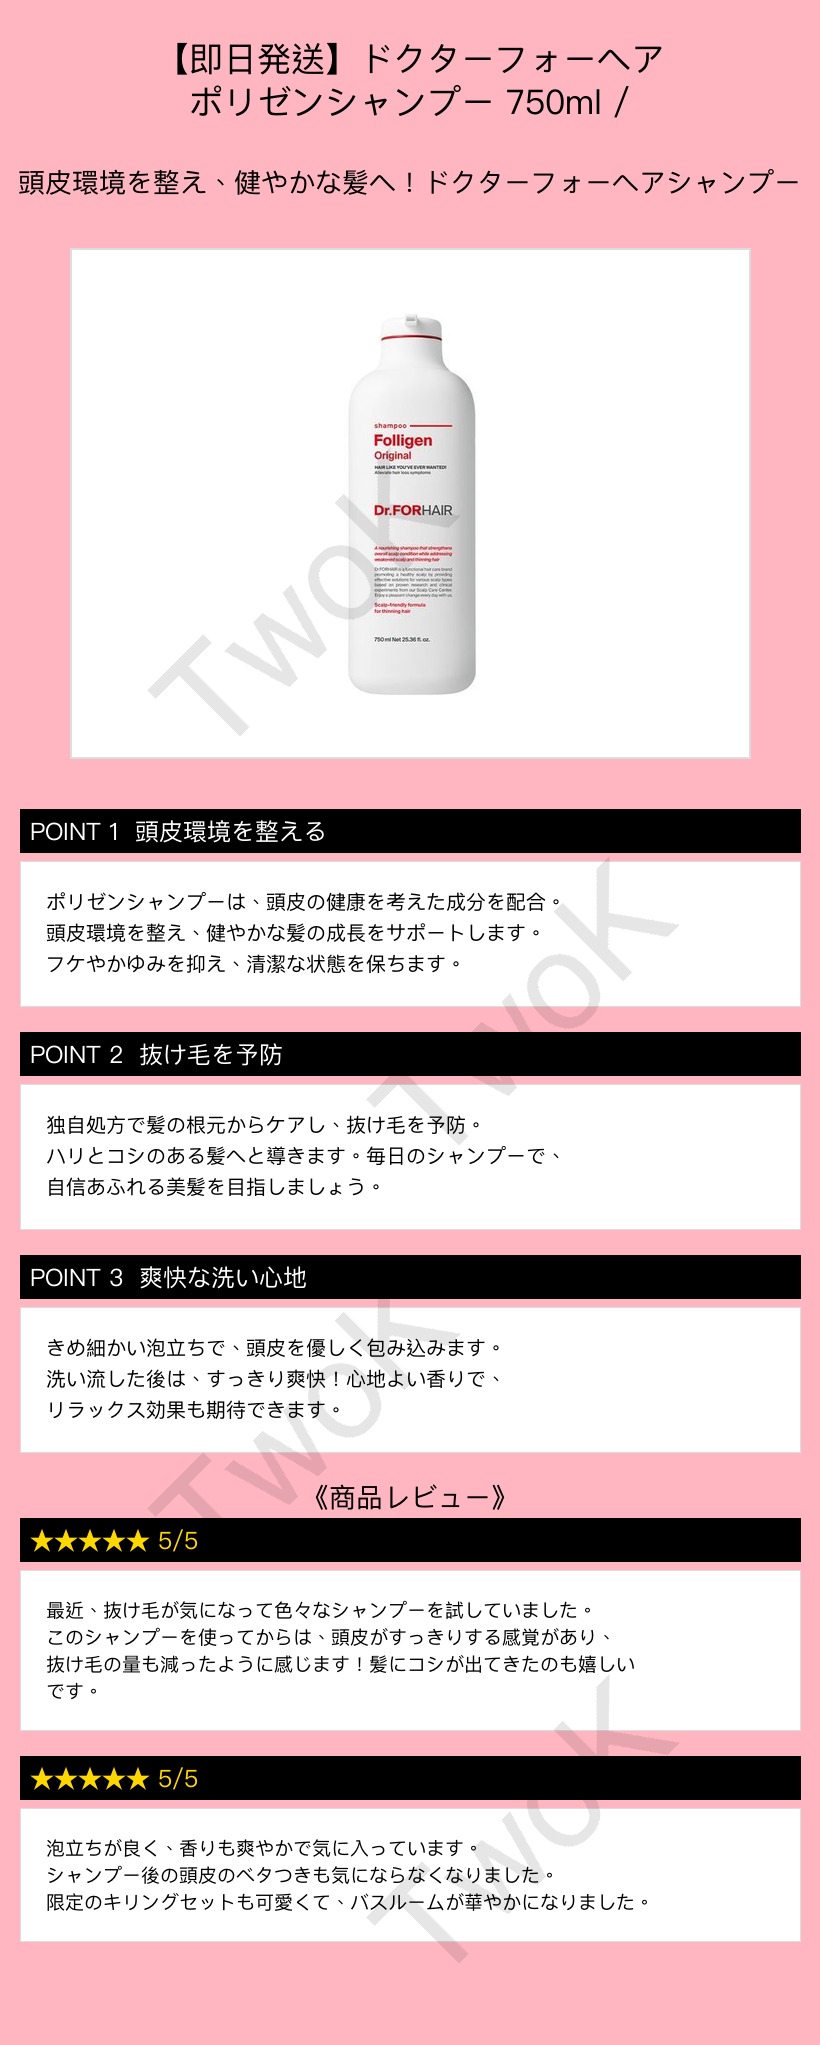 【即日発送】ドクターフォーヘア
ポリゼンシャンプー 750ml /
頭皮環境を整え、健やかな髪へ！ドクターフォーヘアシャンプー
shampoo
Folligen
Original
HAIR LIKE YOU'VE EVER WANTED!
Alleviate hair loss symptoms
Dr.FORHAIR
A nourishing shampoo that strengthens
overall scalp condition while addressing
weakened scalp and thinning hair
Dr.FORHAIR is a functional hair care brand
promoting a healthy scalp by providing
effective solutions for various scalp types
based on proven research and clinical
experiments from our Scalp Care Center.
Enjoy a pleasant change every day with us
Scalp-friendly formula
for thinning hair
750 ml Net 25.36 fl. oz.
TwoK
POINT 1 頭皮環境を整える
ポリゼンシャンプーは、頭皮の健康を考えた成分を配合。
頭皮環境を整え、健やかな髪の成長をサポートします。
フケやかゆみを抑え、清潔な状態を保ちます。
TwoK
POINT 2 抜け毛を予防
独自処方で髪の根元からケアし、抜け毛を予防。
ハリとコシのある髪へと導きます。毎日のシャンプーで、
自信あふれる美髪を目指しましょう。
POINT 3 爽快な洗い心地
きめ細かい泡立ちで、頭皮を優しく包み込みます。
洗い流した後は、すっきり爽快！心地よい香りで、
リラックス効果も期待できます。
TwoK
《商品レビュー》
★★★★★ 5/5
最近、抜け毛が気になって色々なシャンプーを試していました。
このシャンプーを使ってからは、頭皮がすっきりする感覚があり、
抜け毛の量も減ったように感じます！髪にコシが出てきたのも嬉しい
です。
★★★★★ 5/5
泡立ちが良く、香りも爽やかで気に入っています。
シャンプー後の頭皮のベタつきも気にならなくなりました。
限定のキリングセットも可愛くて、バスルームが華やかになりました。
TwoK